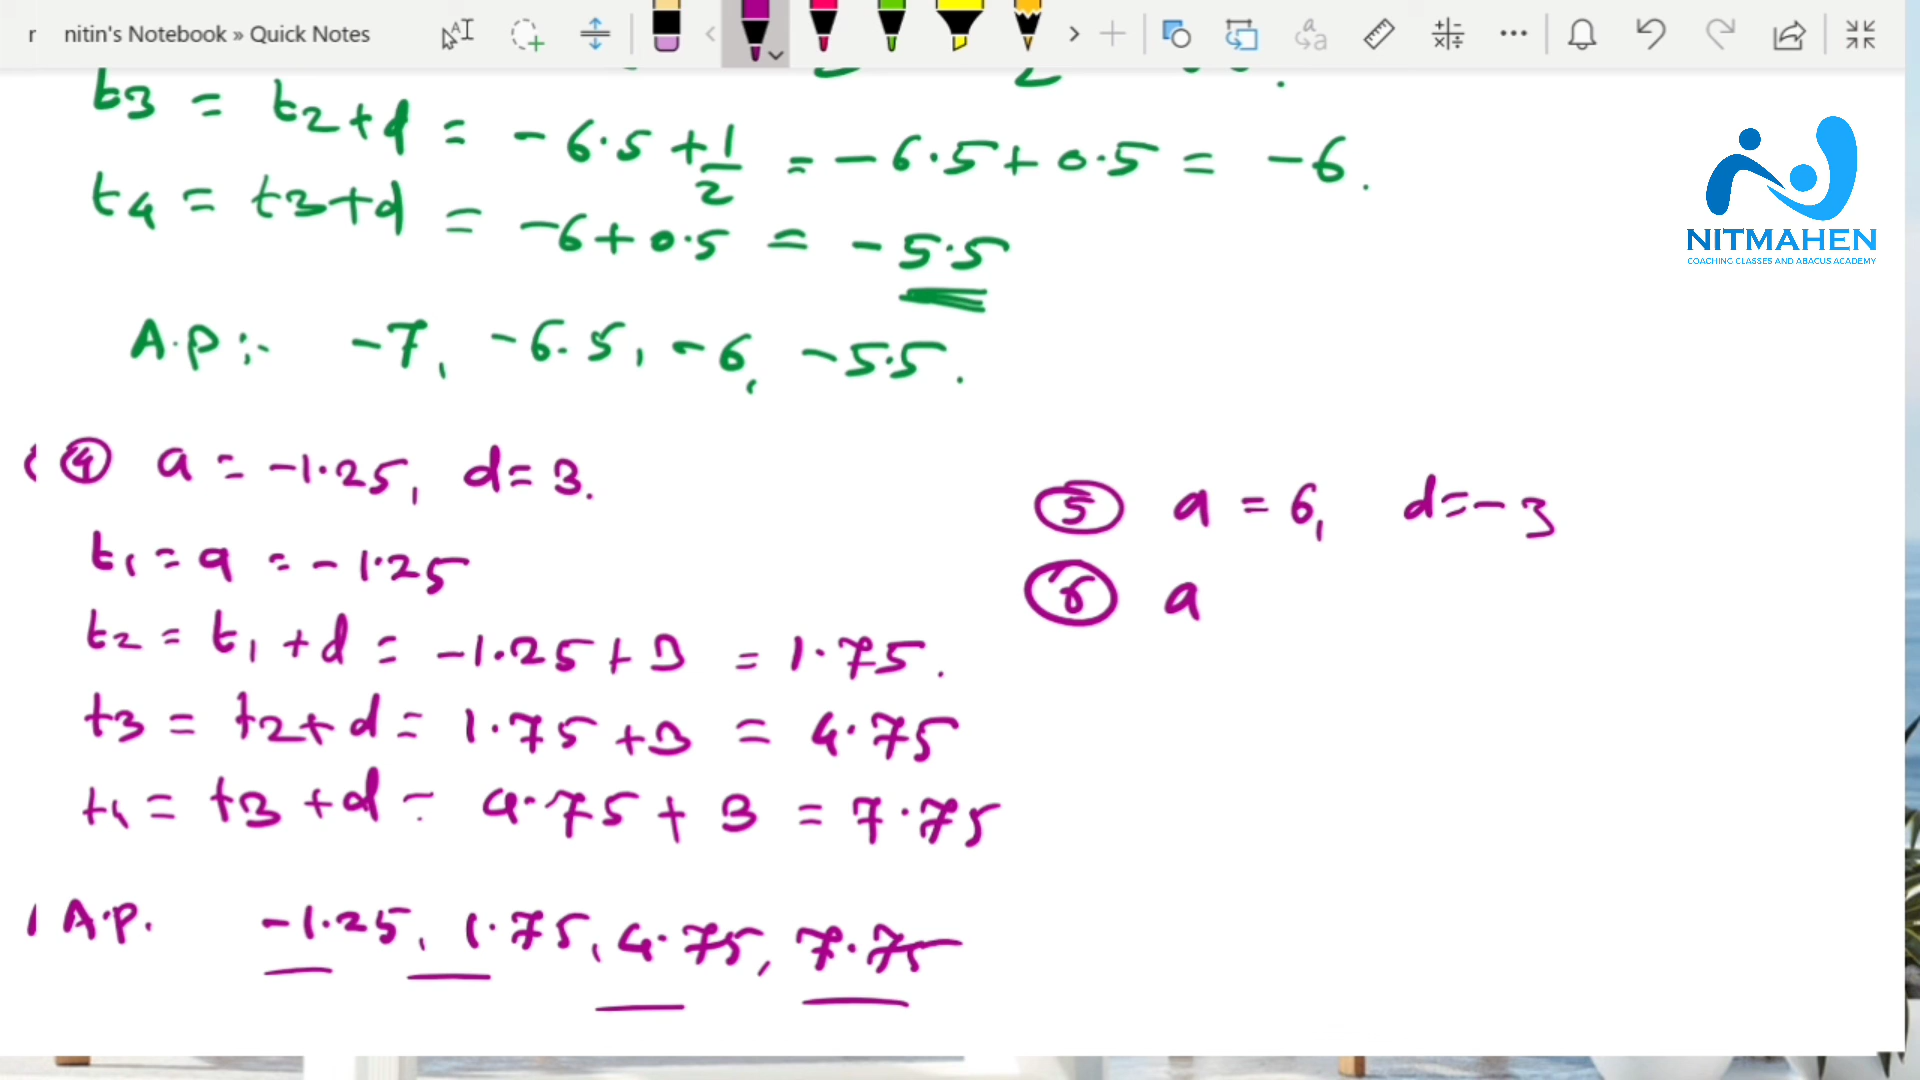 nitin's Notebook » Quick Notes
t3 = t2+d = -6.5 + 1/2 = -6.5+0.5 = -6.
t4 = t3+d = -6+0.5 = -5.5
A.P :- -7, -6.5, -6, -5.5.
④ a = -1.25, d=3.
t1 = a = -1.25
t2 = t1 + d = -1.25 + 3 = 1.75.
t3 = t2+d = 1.75 +3 = 4.75
t4 = t3 +d = 4.75 + 3 = 7.75
A.P. -1.25, 1.75, 4.75, 7.75
⑤ a = 6, d=-3
⑥ a
NITMAHEN
COACHING CLASSES AND ABACUS ACADEMY